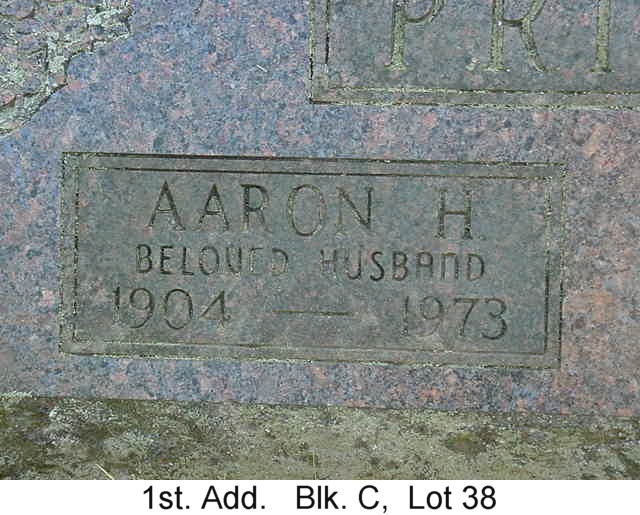 PRI
AARON H.
BELOVED HUSBAND
1904 — 1973
1st. Add. Blk. C, Lot 38